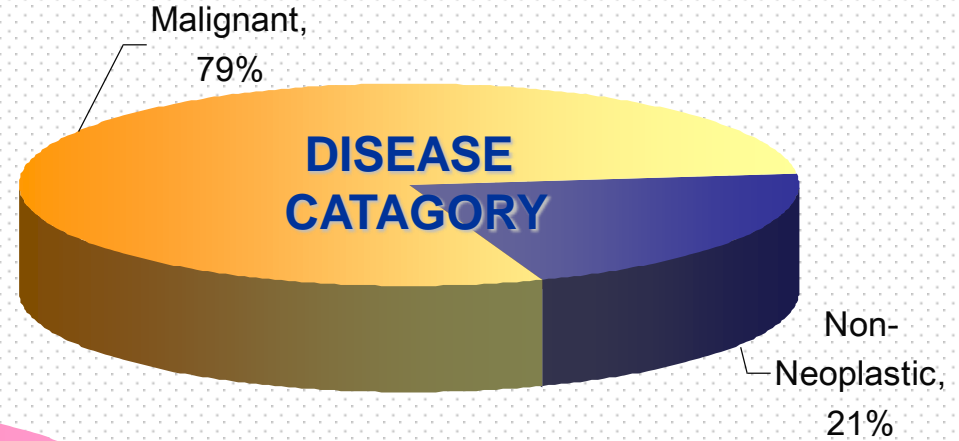 Malignant,
79%
DISEASE
CATAGORY
Non-
Neoplastic,
21%